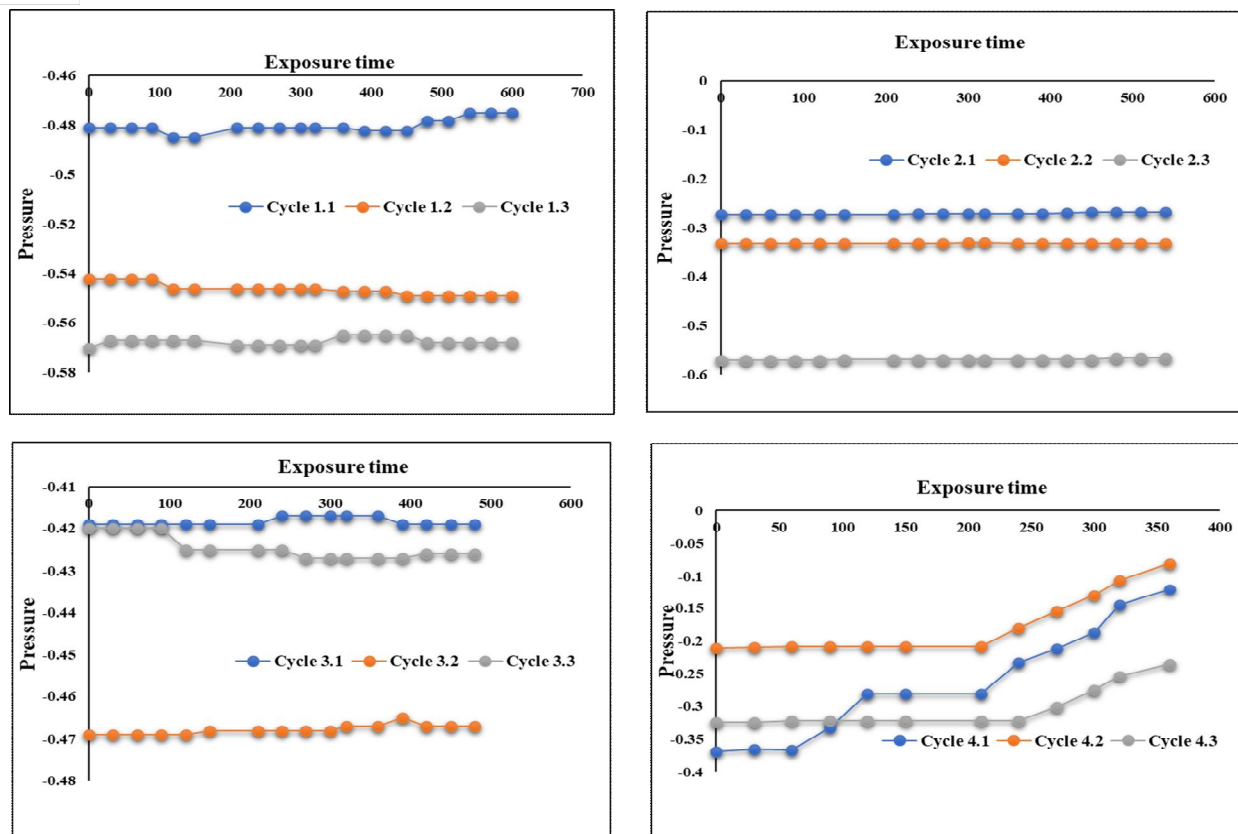 Exposure time
-0.46
0 100 200 300 400 500 600 700
-0.48
-0.5
Cycle 1.1 Cycle 1.2 Cycle 1.3
-0.52
-0.54
-0.56
-0.58
Pressure
Exposure time
0
0 100 200 300 400 500 600
-0.1
Cycle 2.1 Cycle 2.2 Cycle 2.3
-0.2
-0.3
-0.4
-0.5
-0.6
Pressure
Exposure time
-0.41
0 100 200 300 400 500 600
-0.42
-0.43
-0.44
-0.45
Cycle 3.1 Cycle 3.2 Cycle 3.3
-0.46
-0.47
-0.48
Pressure
Exposure time
0
0 50 100 150 200 250 300 350 400
-0.05
-0.1
-0.15
-0.2
-0.25
-0.3
-0.35
Cycle 4.1 Cycle 4.2 Cycle 4.3
-0.4
Pressure